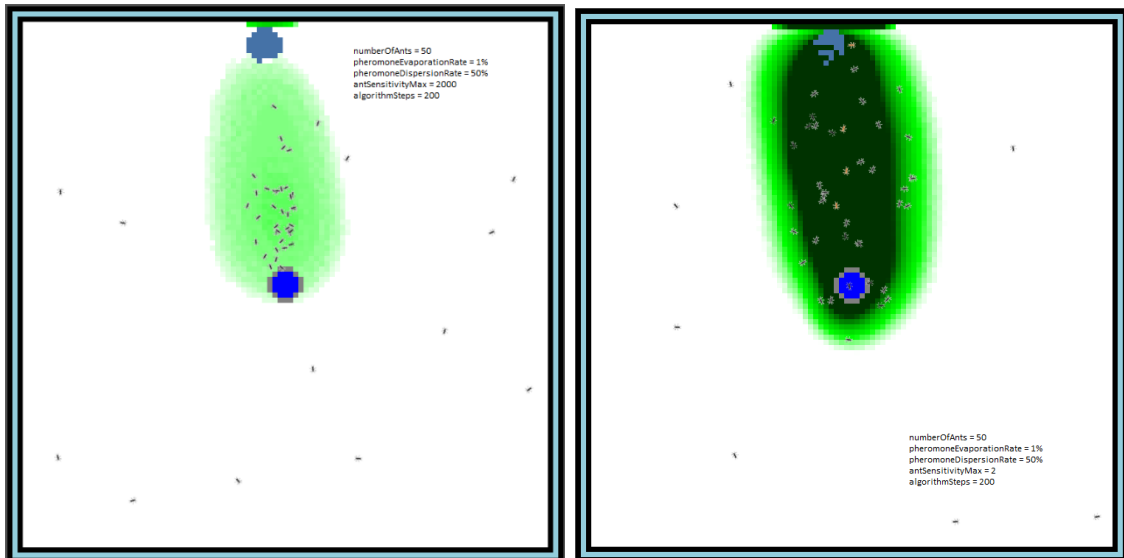 numberOfAnts = 50
pheromoneEvaporationRate = 1%
pheromoneDispersionRate = 50%
antSensitivityMax = 2000
algorithmSteps = 200
numberOfAnts = 50
pheromoneEvaporationRate = 1%
pheromoneDispersionRate = 50%
antSensitivityMax = 2
algorithmSteps = 200